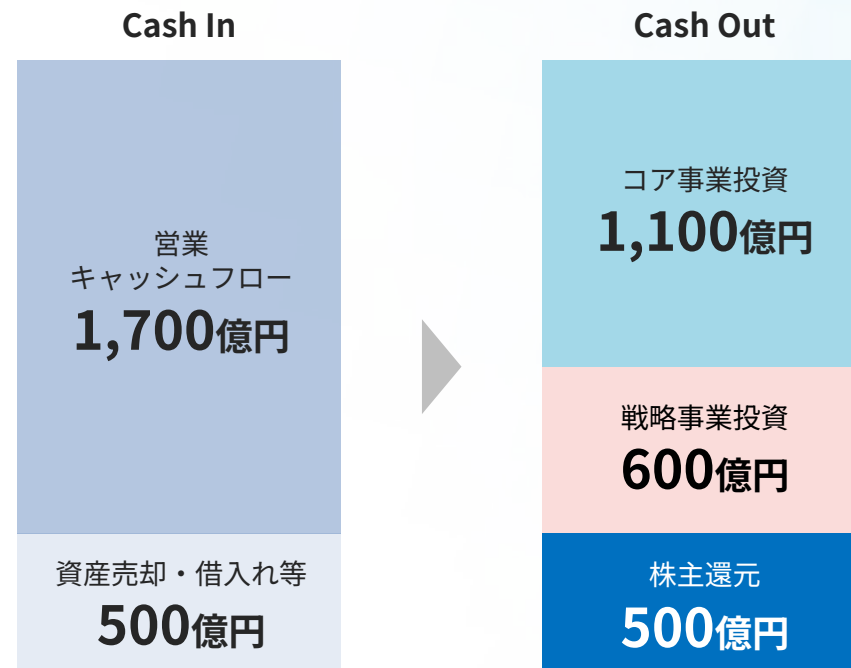 Cash In
営業
キャッシュフロー
1,700億円
資産売却・借入れ等
500億円
Cash Out
コア事業投資
1,100億円
戦略事業投資
600億円
株主還元
500億円